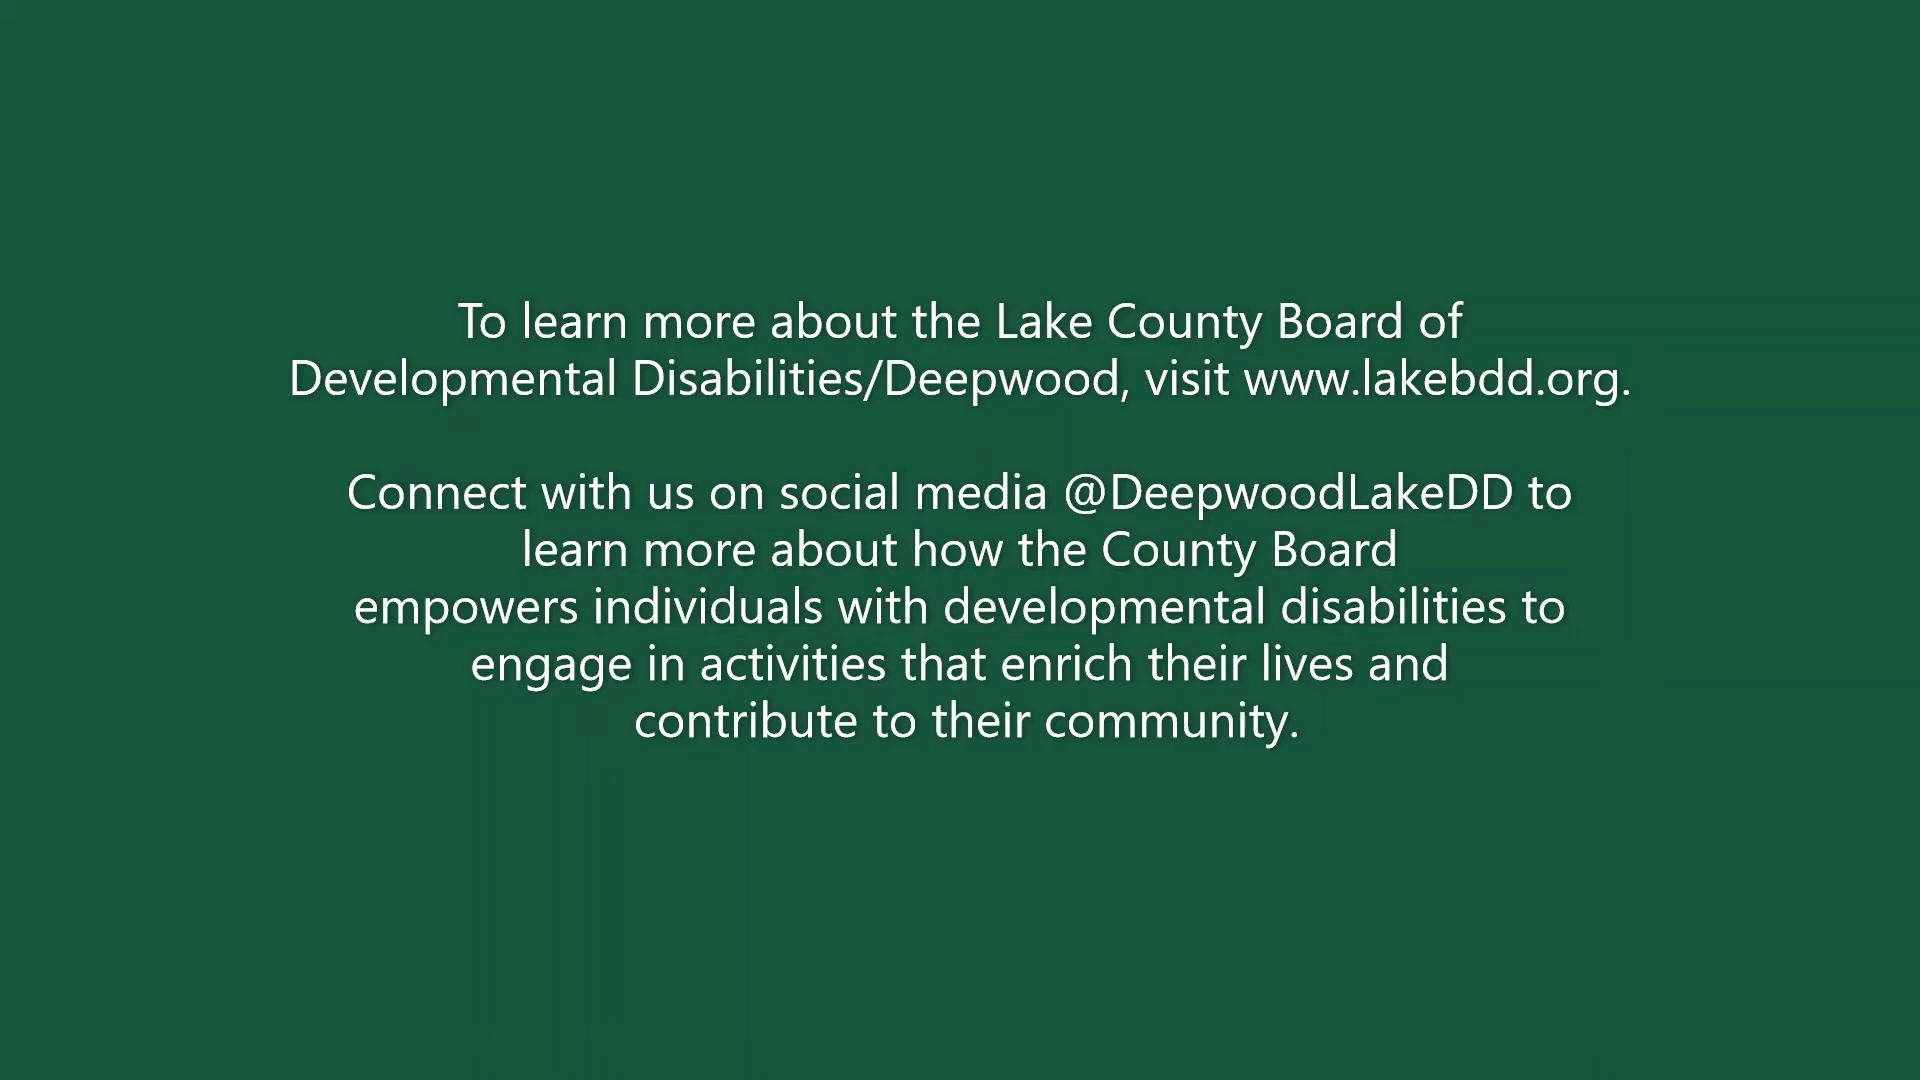 To learn more about the Lake County Board of
Developmental Disabilities/Deepwood, visit www.lakebdd.org.
Connect with us on social media @DeepwoodLakeDD to
learn more about how the County Board
empowers individuals with developmental disabilities to
engage in activities that enrich their lives and
contribute to their community.